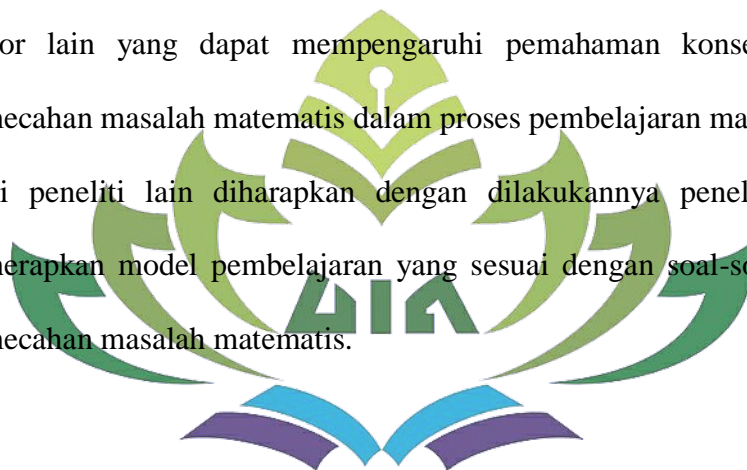 or lain yang dapat mempengaruhi pemahaman konse
necahan masalah matematis dalam proses pembelajaran ma
i peneliti lain diharapkan dengan dilakukannya penel
nerapkan model pembelajaran yang sesuai dengan soal-so
UIN
necahan masalah matematis.